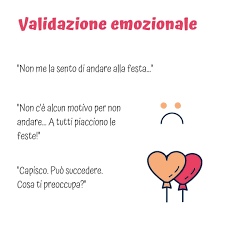 Validazione emozionale
"Non me la sento di andare alla festa..."
"Non c'è alcun motivo per non
andare... A tutti piacciono le
feste!"
"Capisco. Può succedere.
Cosa ti preoccupa?"